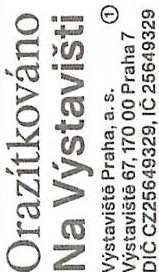 Orazítkováno
Na Výstavišti
Výstaviště Praha, a.s. ①
Výstaviště 67, 170 00 Praha 7
DIČ CZ25649329, IČ 25649329